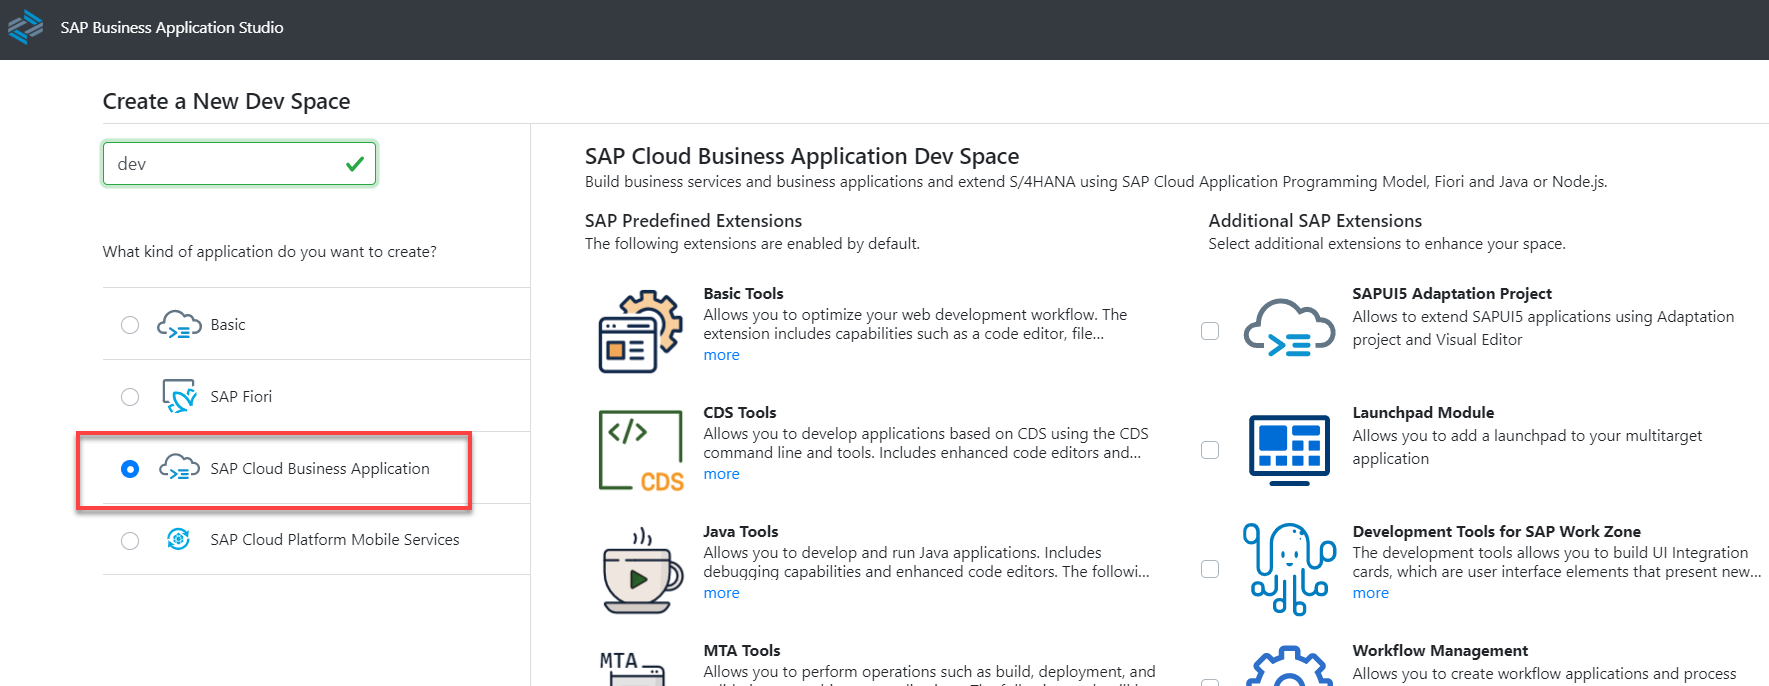 SAP Business Application Studio
Create a New Dev Space
dev
What kind of application do you want to create?
Basic
SAP Fiori
SAP Cloud Business Application
SAP Cloud Platform Mobile Services
SAP Cloud Business Application Dev Space
Build business services and business applications and extend S/4HANA using SAP Cloud Application Programming Model, Fiori and Java or Node.js.
SAP Predefined Extensions
The following extensions are enabled by default.
Basic Tools
Allows you to optimize your web development workflow. The
extension includes capabilities such as a code editor, file...
more
</>
CDS
CDS Tools
Allows you to develop applications based on CDS using the CDS
command line and tools. Includes enhanced code editors and...
more
Java Tools
Allows you to develop and run Java applications. Includes
debugging capabilities and enhanced code editors. The followi...
more
MTA
MTA Tools
Allows you to perform operations such as build, deployment, and
Additional SAP Extensions
Select additional extensions to enhance your space.
SAPUI5 Adaptation Project
Allows to extend SAPUI5 applications using Adaptation
project and Visual Editor
Launchpad Module
Allows you to add a launchpad to your multitarget
application
Development Tools for SAP Work Zone
The development tools allows you to build UI Integration
cards, which are user interface elements that present new...
more
Workflow Management
Allows you to create workflow applications and process